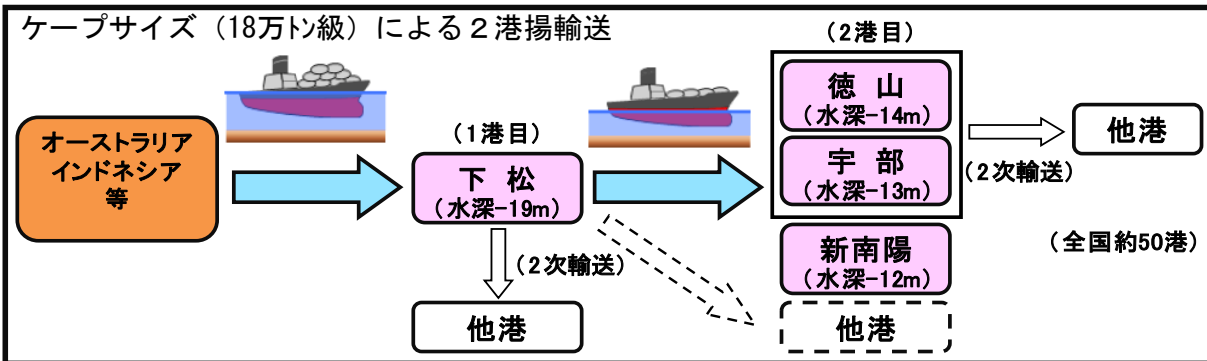 ケープサイズ（18万㌧級）による２港揚輸送
オーストラリア
インドネシア
等
（１港目）
下 松
（水深-19m）
（2次輸送）
他港
（2港目）
徳 山
（水深-14m）
宇 部
（水深-13m）
新南陽
（水深-12m）
他港
他港
（2次輸送）
（全国約50港）